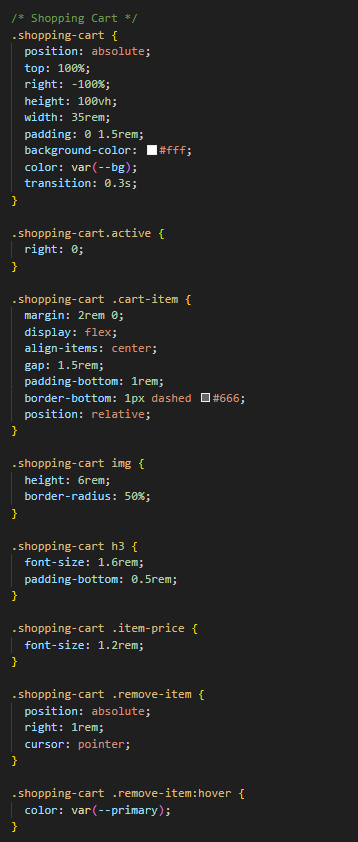 /* Shopping Cart */
.shopping-cart {
  position: absolute;
  top: 100%;
  right: -100%;
  height: 100vh;
  width: 35rem;
  padding: 0 1.5rem;
  background-color: #fff;
  color: var(--bg);
  transition: 0.3s;
}

.shopping-cart.active {
  right: 0;
}

.shopping-cart .cart-item {
  margin: 2rem 0;
  display: flex;
  align-items: center;
  gap: 1.5rem;
  padding-bottom: 1rem;
  border-bottom: 1px dashed #666;
  position: relative;
}

.shopping-cart img {
  height: 6rem;
  border-radius: 50%;
}

.shopping-cart h3 {
  font-size: 1.6rem;
  padding-bottom: 0.5rem;
}

.shopping-cart .item-price {
  font-size: 1.2rem;
}

.shopping-cart .remove-item {
  position: absolute;
  right: 1rem;
  cursor: pointer;
}

.shopping-cart .remove-item:hover {
  color: var(--primary);
}